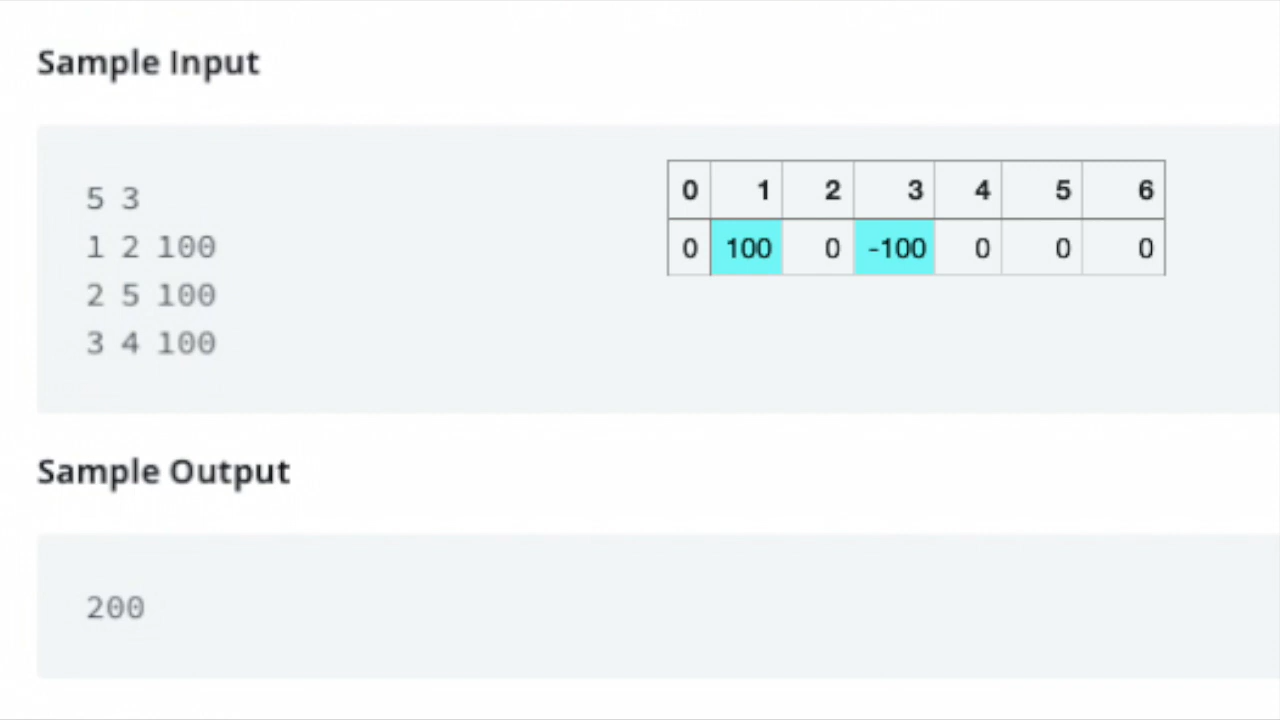 Sample Input
5 3
1 2 100
2 5 100
3 4 100
0 1 2 3 4 5 6
0 100 0 -100 0 0 0
Sample Output
200